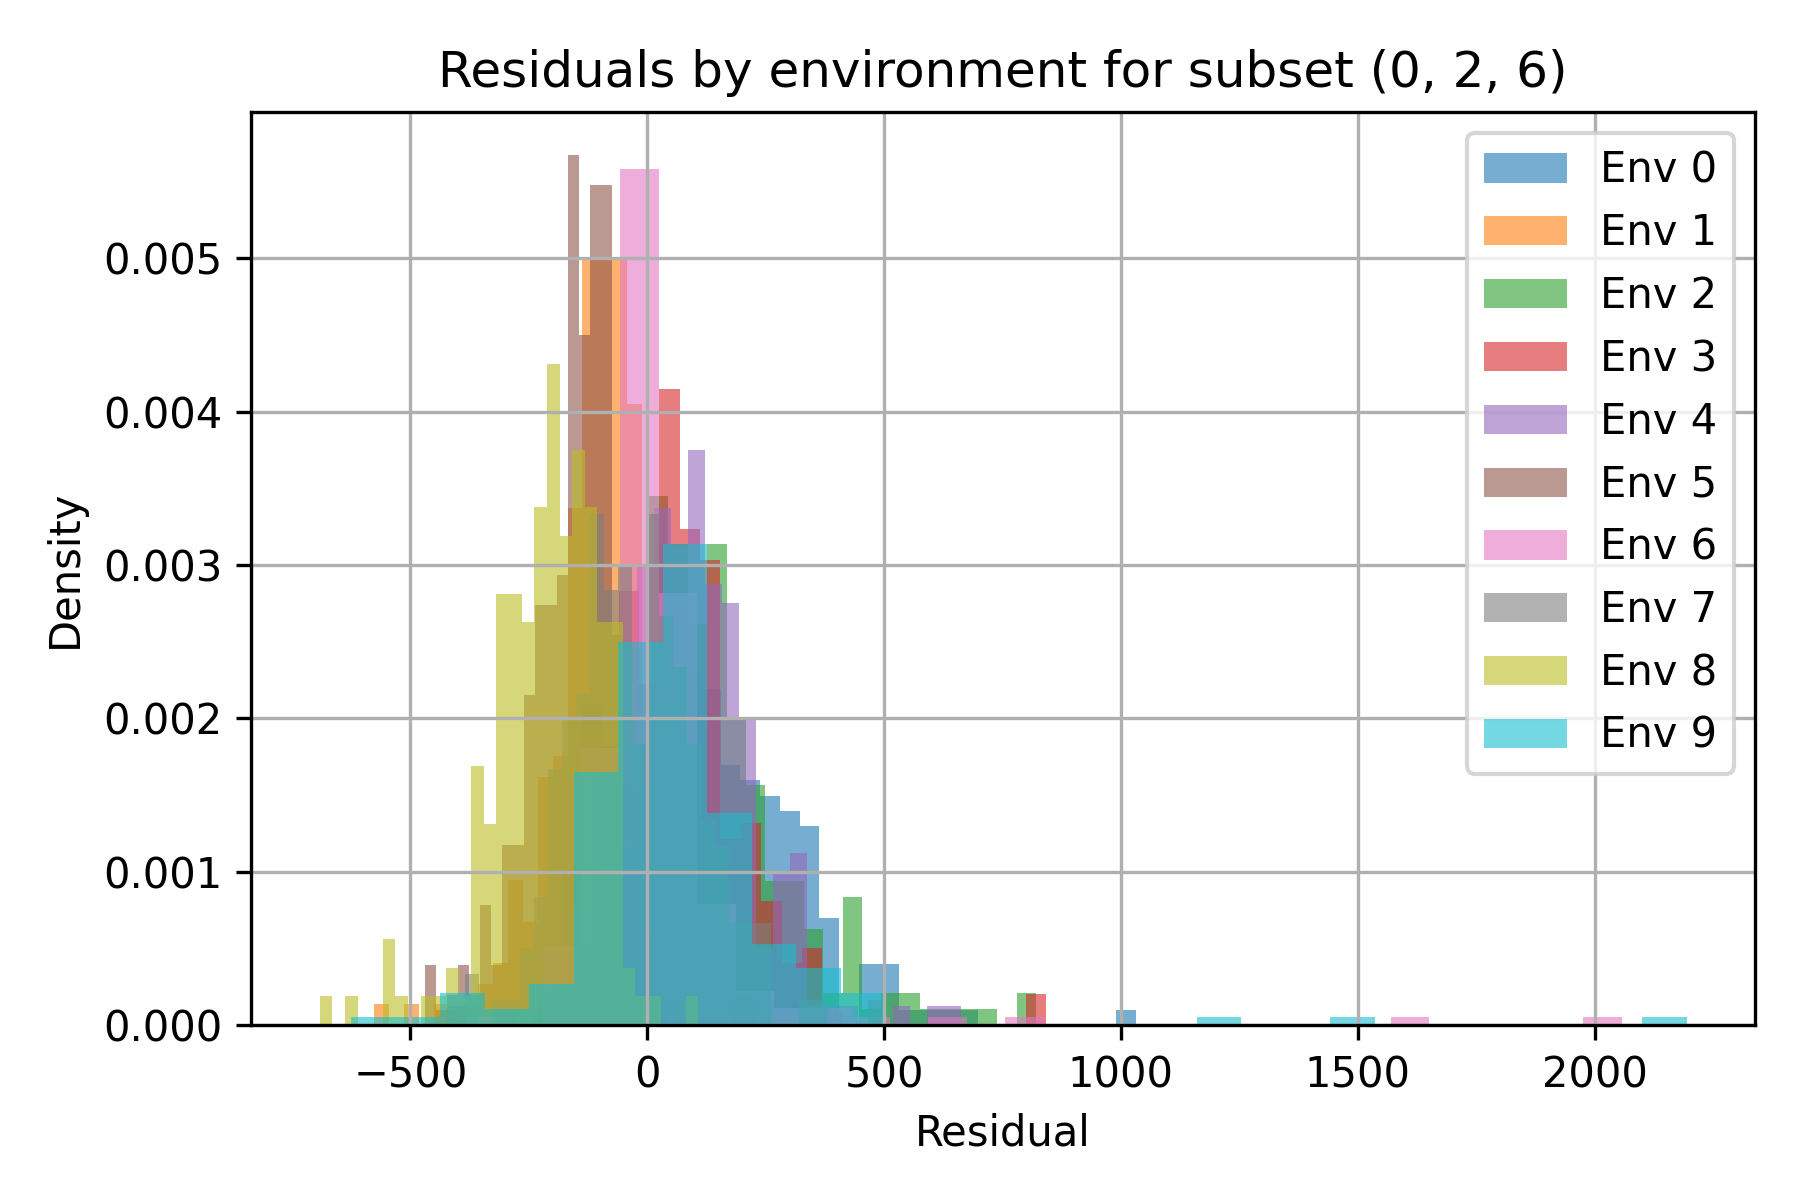 Residuals by environment for subset (0, 2, 6)
Env 0
Env 1
Env 2
Env 3
Env 4
Env 5
Env 6
Env 7
Env 8
Env 9
Density
0.005
0.004
0.003
0.002
0.001
0.000
−500 0 500 1000 1500 2000
Residual